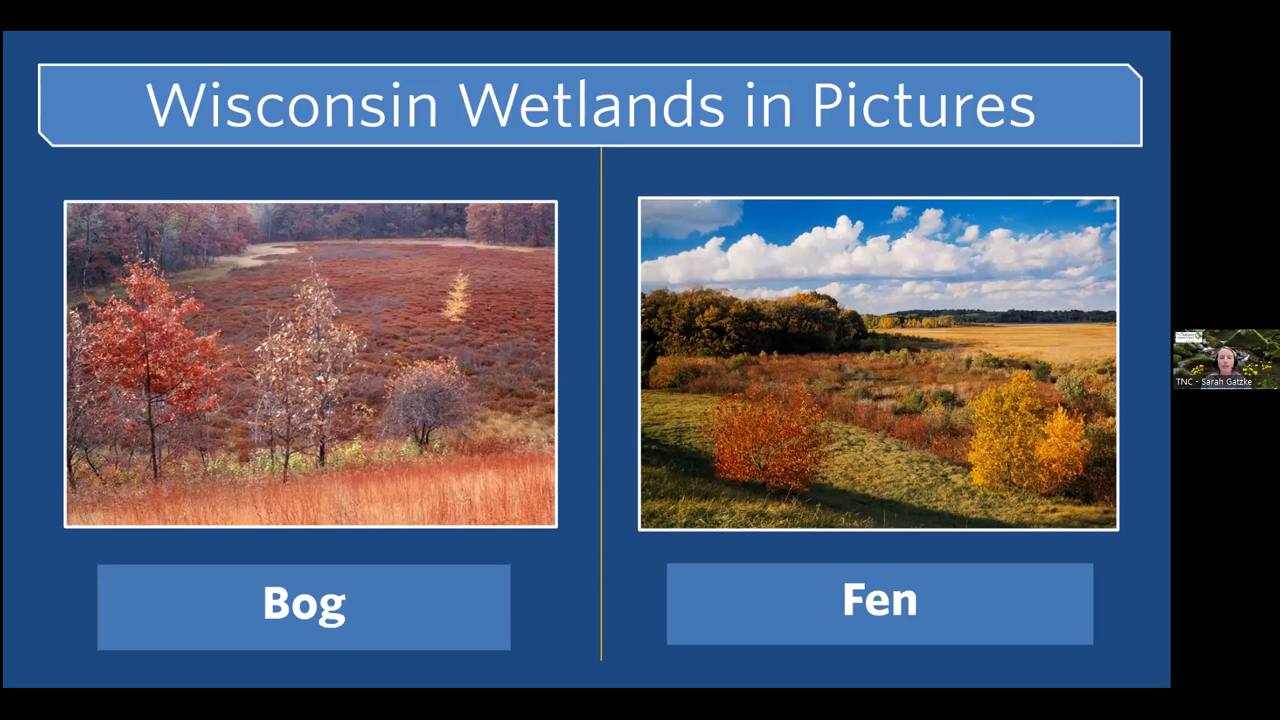 Wisconsin Wetlands in Pictures
Bog
Fen
TNC - Sarah Gatzke